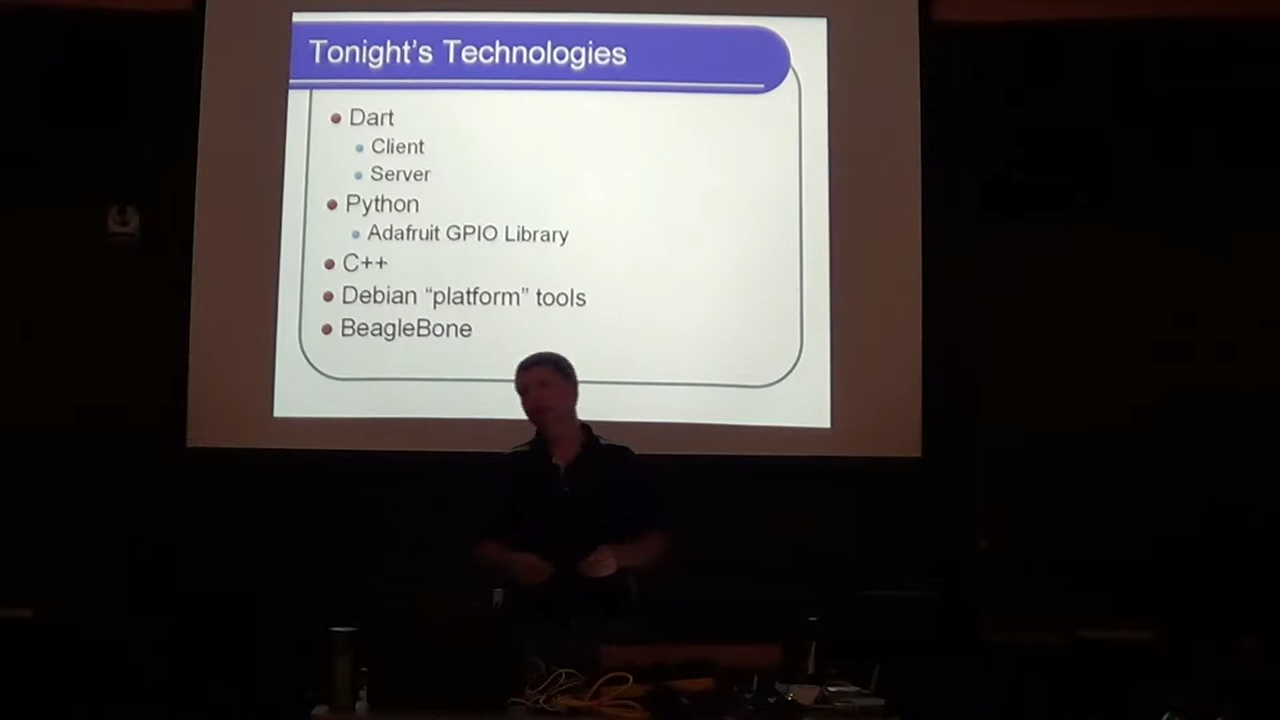 Tonight's Technologies
Dart
Client
Server
Python
Adafruit GPIO Library
C++
Debian “platform” tools
BeagleBone